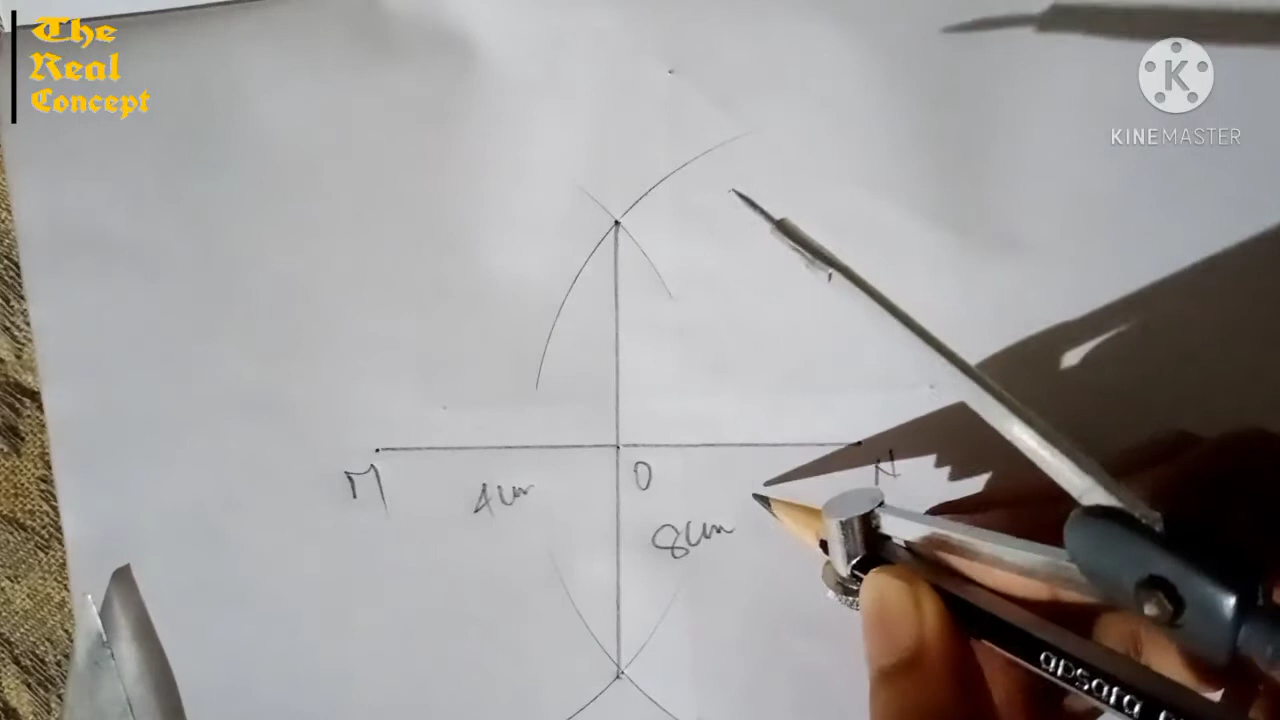 The
Real
Concept
KINEMASTER
M
4cm
O
N
8cm
apsara